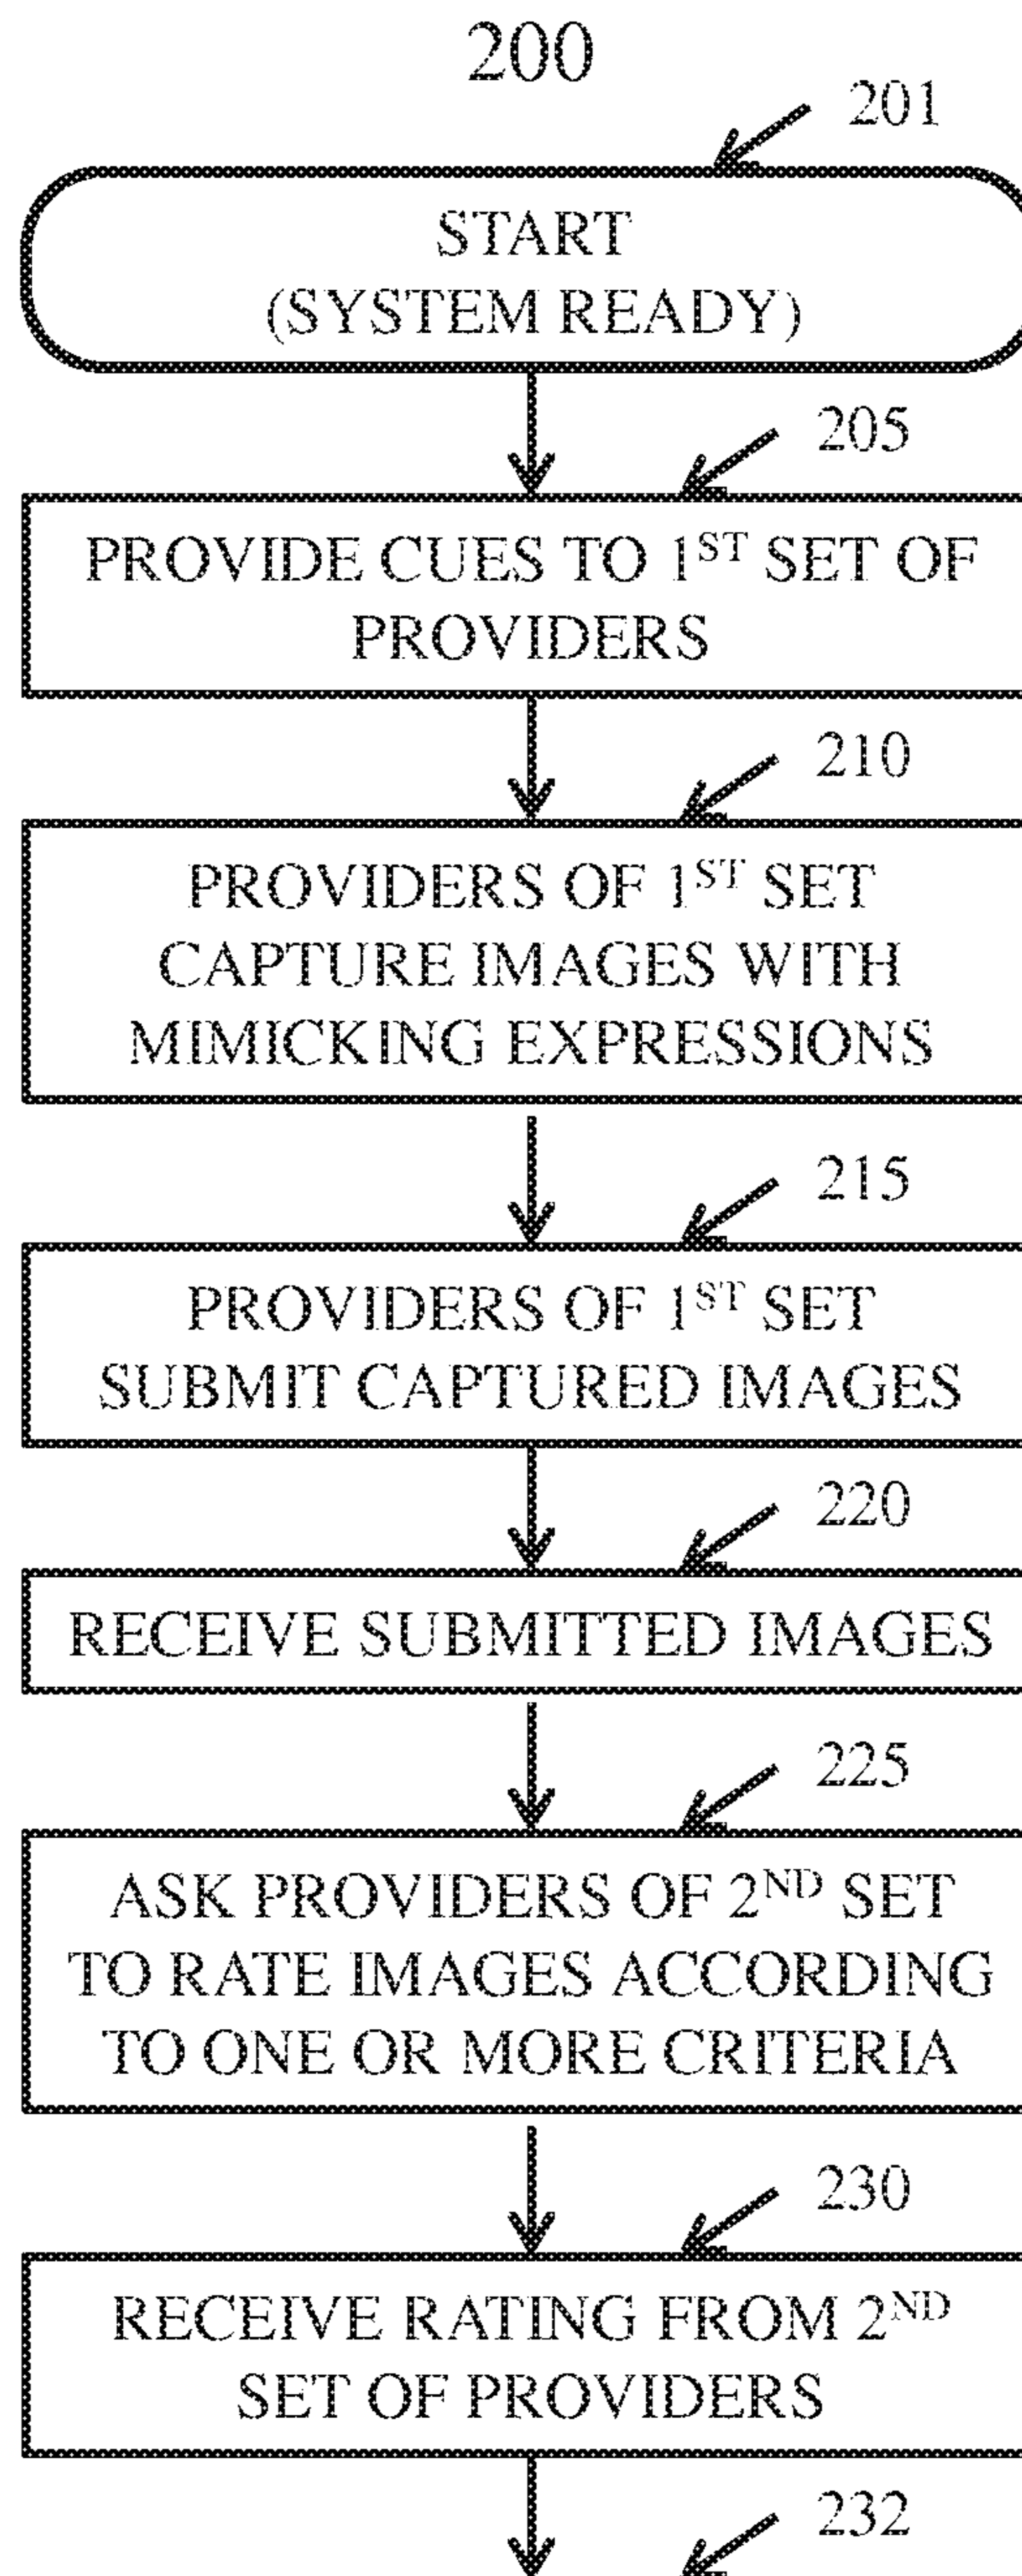 200
201
START
(SYSTEM READY)
205
PROVIDE CUES TO 1ST SET OF
PROVIDERS
210
PROVIDERS OF 1ST SET
CAPTURE IMAGES WITH
MIMICKING EXPRESSIONS
215
PROVIDERS OF 1ST SET
SUBMIT CAPTURED IMAGES
220
RECEIVE SUBMITTED IMAGES
225
ASK PROVIDERS OF 2ND SET
TO RATE IMAGES ACCORDING
TO ONE OR MORE CRITERIA
230
RECEIVE RATING FROM 2ND
SET OF PROVIDERS
232